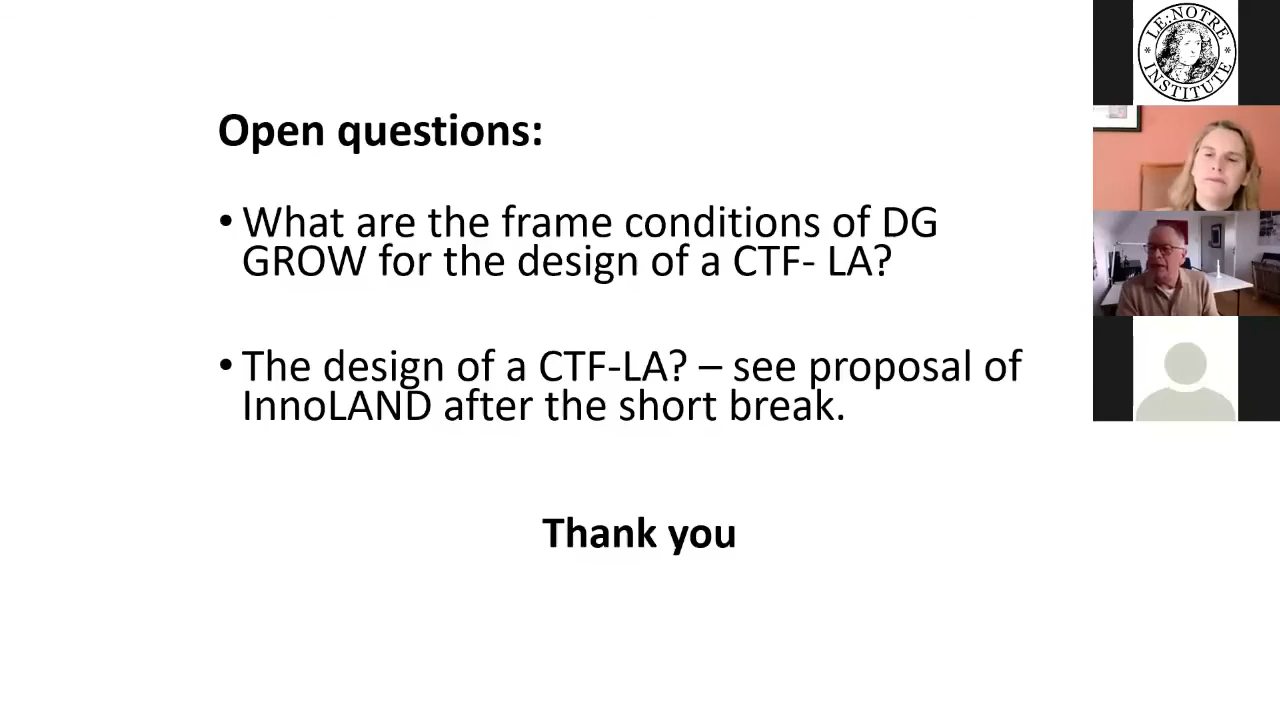 Open questions:
• What are the frame conditions of DG
GROW for the design of a CTF- LA?
• The design of a CTF-LA? – see proposal of
InnoLAND after the short break.
Thank you
LE:NOTRE
INSTITUTE